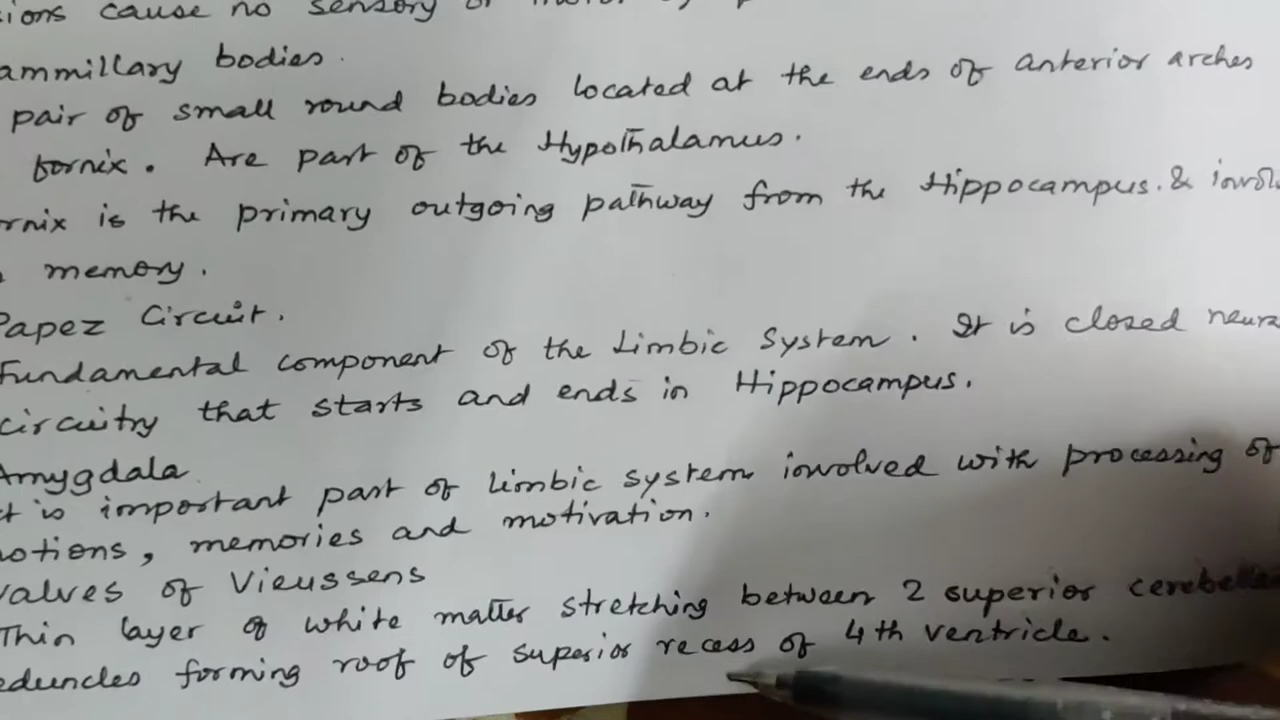 ions cause no sensory or
ammillary bodies.
pair of small round bodies located at the ends of anterior arches
fornix. Are part of the Hypothalamus.
rnix is the primary outgoing pathway from the Hippocampus. & invol
memory.
Papez Circuit.
Fundamental component of the Limbic System. It is closed neura
circuitry that starts and ends in Hippocampus.
Amygdala
t is important part of limbic system involved with processing of
otions, memories and motivation.
valves of Vieussens
Thin layer of white matter stretching between 2 superior cerebella
eduncles forming roof of superior recess of 4th ventricle.